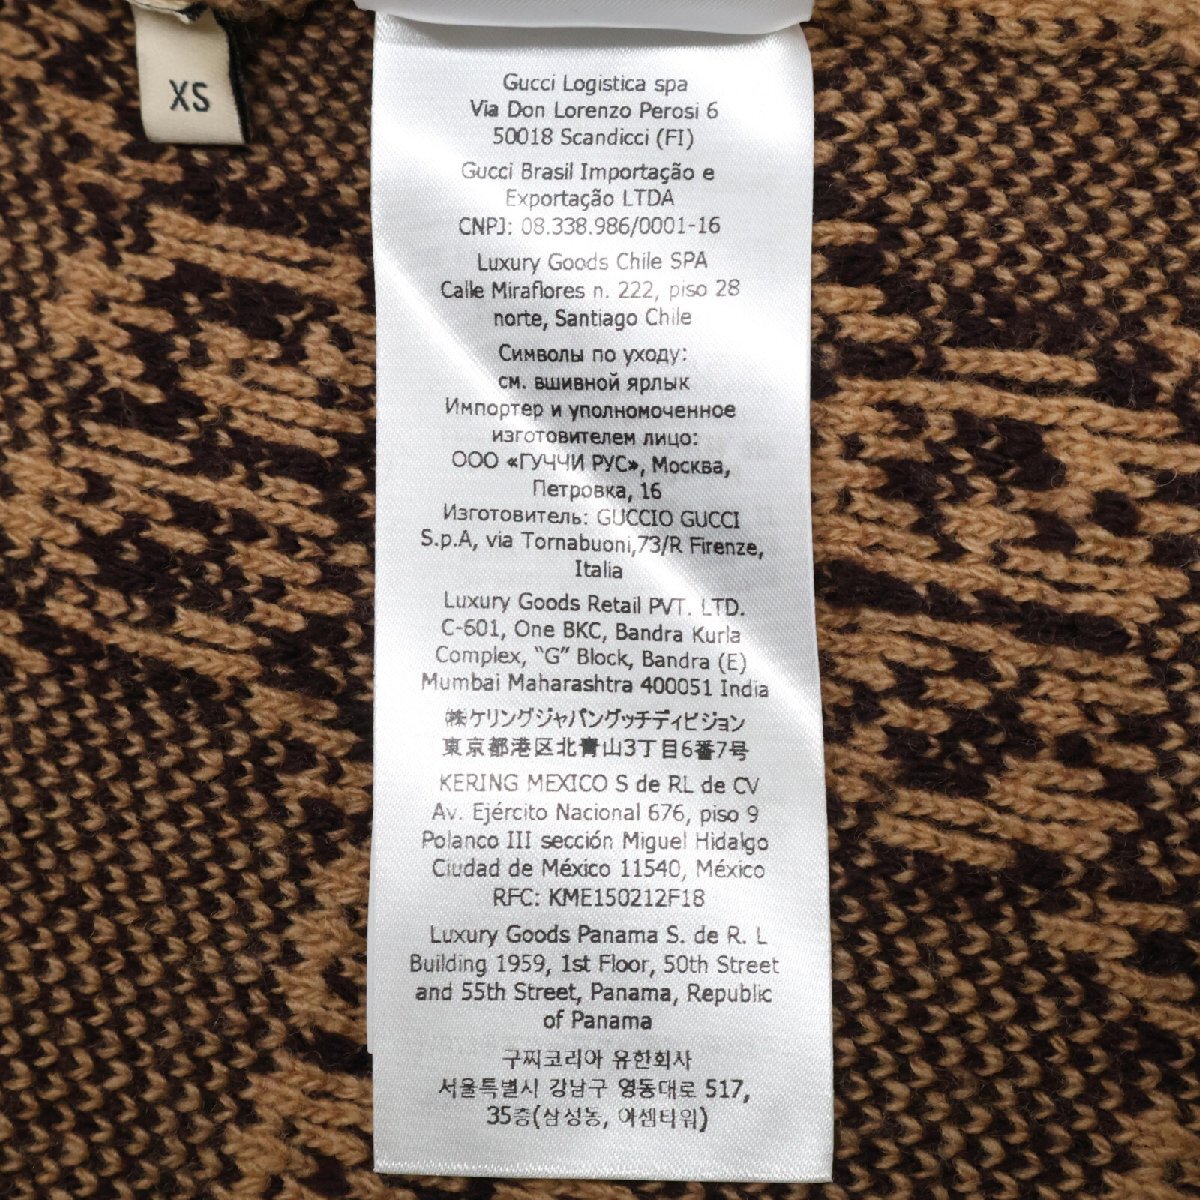 XS
Gucci Logistica spa
Via Don Lorenzo Perosi 6
50018 Scandicci (FI)
Gucci Brasil Importação e
Exportação LTDA
CNPJ: 08.338.986/0001-16
Luxury Goods Chile SPA
Calle Miraflores n. 222, piso 28
norte, Santiago Chile
Символы по уходу:
см. вшивной ярлык
Импортер и уполномоченное
изготовителем лицо:
ООО «ГУЧЧИ РУС», Москва,
Петровка, 16
Изготовитель: GUCCIO GUCCI
S.p.A, via Tornabuoni,73/R Firenze,
Italia
Luxury Goods Retail PVT. LTD.
C-601, One BKC, Bandra Kurla
Complex, "G" Block, Bandra (E)
Mumbai Maharashtra 400051 India
㈱ケリングジャパングッチディビジョン
東京都港区北青山3丁目6番7号
KERING MEXICO S de RL de CV
Av. Ejército Nacional 676, piso 9
Polanco III sección Miguel Hidalgo
Ciudad de México 11540, México
RFC: KME150212F18
Luxury Goods Panama S. de R. L
Building 1959, 1st Floor, 50th Street
and 55th Street, Panama, Republic
of Panama
구찌코리아 유한회사
서울특별시 강남구 영동대로 517,
35층(삼성동, 아셈타워)